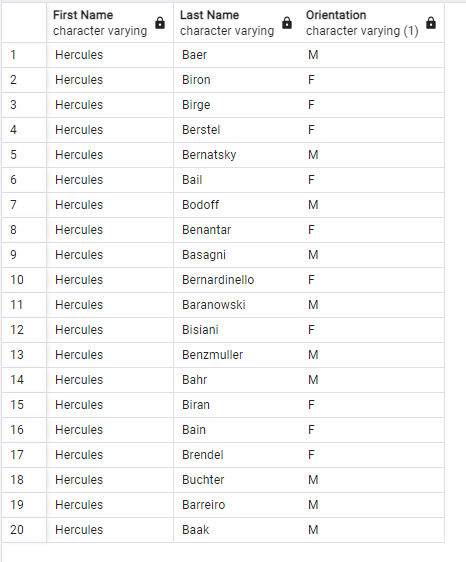 First Name Last Name Orientation
character varying character varying character varying (1)
1 Hercules Baer M
2 Hercules Biron F
3 Hercules Birge F
4 Hercules Berstel F
5 Hercules Bernatsky M
6 Hercules Bail F
7 Hercules Bodoff M
8 Hercules Benantar F
9 Hercules Basagni M
10 Hercules Bernardinello F
11 Hercules Baranowski M
12 Hercules Bisiani F
13 Hercules Benzmuller M
14 Hercules Bahr M
15 Hercules Biran F
16 Hercules Bain F
17 Hercules Brendel F
18 Hercules Buchter M
19 Hercules Barreiro M
20 Hercules Baak M